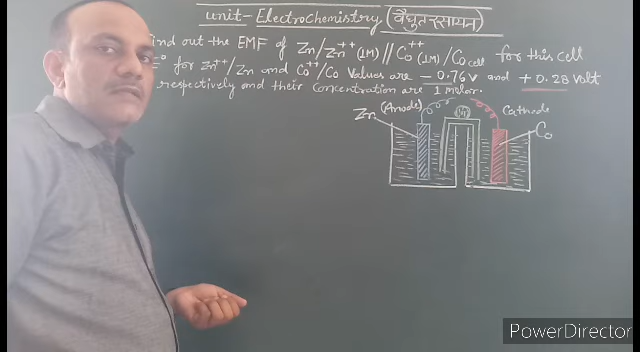 unit-Electrochemistry (वैद्युत रसायन)
Find out the EMF of Zn/Zn++(1M)//Co++(1M)/Co cell for this cell
E° for Zn++/Zn and Co++/Co Values are -0.76V and +0.28 Volt
respectively and their Concentration are 1 molar.
Zn (Anode) Cathode Co
PowerDirector